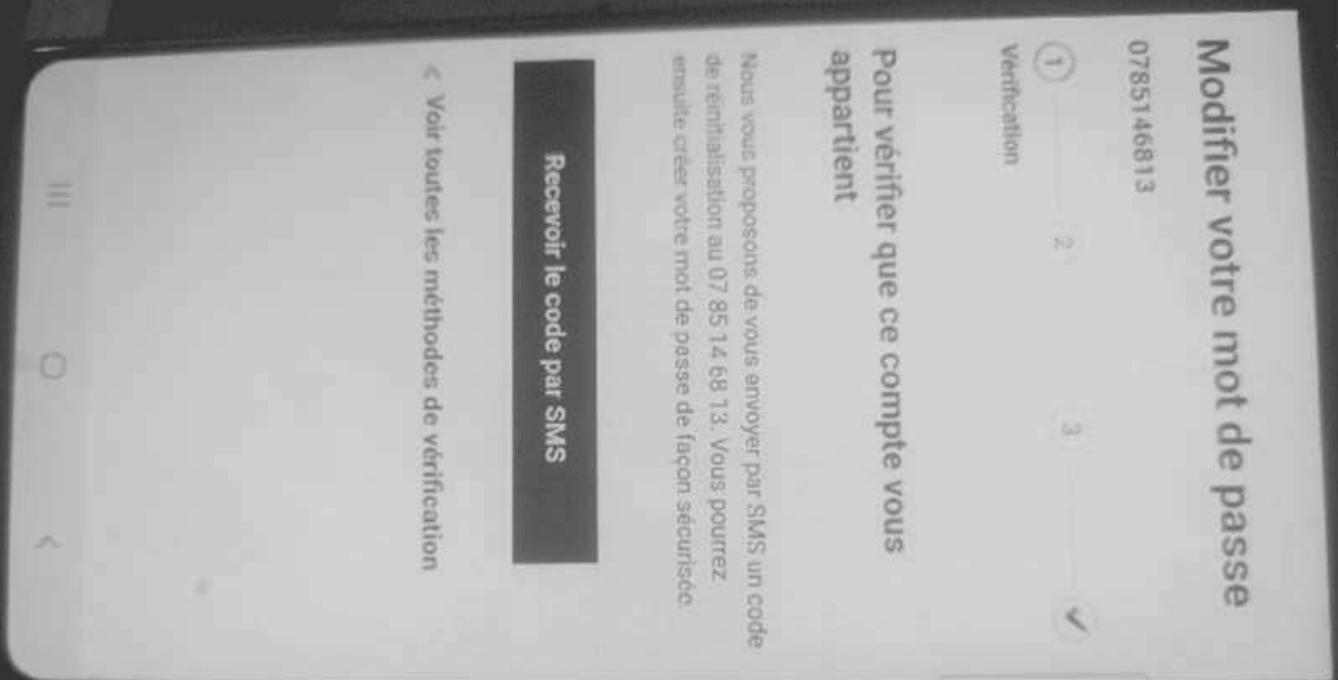 Modifier votre mot de passe
0785146813
1 2 3 ✓
Vérification
Pour vérifier que ce compte vous
appartient
Nous vous proposons de vous envoyer par SMS un code
de réinitialisation au 07 85 14 68 13. Vous pourrez
ensuite créer votre mot de passe de façon sécurisée.
Recevoir le code par SMS
< Voir toutes les méthodes de vérification